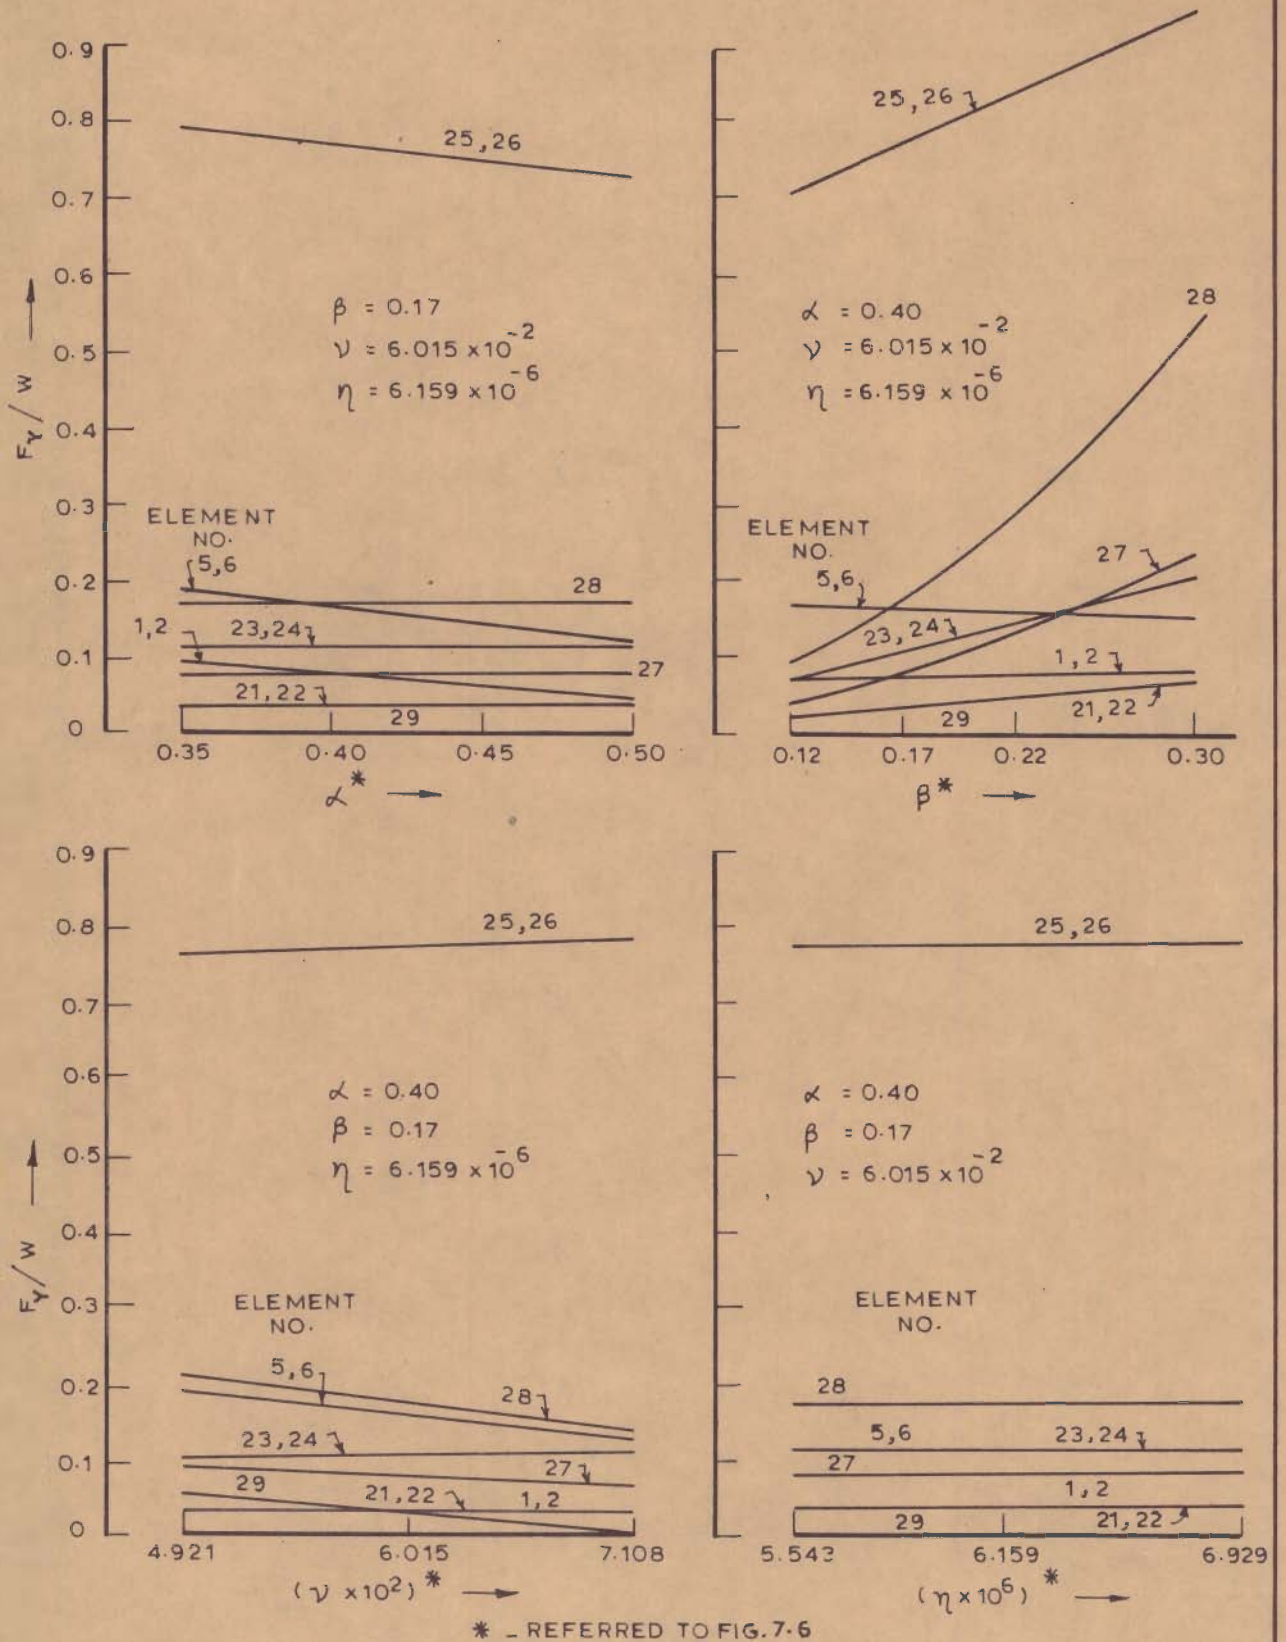 0.9
0.8
0.7
0.6
0.5
0.4
0.3
0.2
0.1
0
Fγ / W
25,26
β = 0.17
ν = 6.015 ×10⁻²
η = 6.159 ×10⁻⁶
ELEMENT
NO.
5,6
28
1,2
23,24
27
21,22
29
0.35 0.40 0.45 0.50
α*
25,26
28
α = 0.40
ν = 6.015 ×10⁻²
η = 6.159 ×10⁻⁶
ELEMENT
NO.
27
5,6
23,24
1,2
29
21,22
0.12 0.17 0.22 0.30
β*
0.9
0.8
0.7
0.6
0.5
0.4
0.3
0.2
0.1
0
Fγ / W
25,26
α = 0.40
β = 0.17
η = 6.159 ×10⁻⁶
ELEMENT
NO.
5,6
28
23,24
27
29
21,22
1,2
4.921 6.015 7.108
(ν ×10²)*
25,26
α = 0.40
β = 0.17
ν = 6.015 ×10⁻²
ELEMENT
NO.
28
5,6
23,24
27
1,2
29
21,22
5.543 6.159 6.929
(η ×10⁶)*
* – REFERRED TO FIG. 7.6